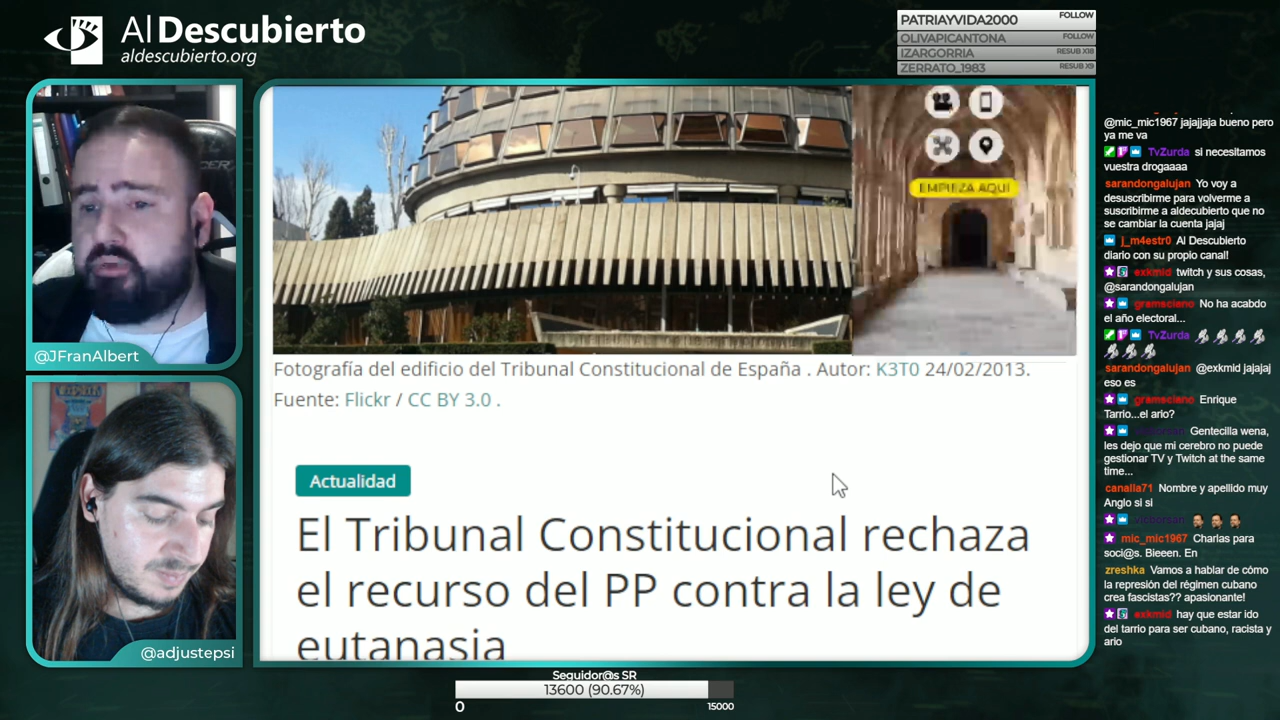 Al Descubierto
aldescubierto.org
PATRIAYVIDA2000 FOLLOW
OLIVAPICANTONA FOLLOW
IZARGORRIA RESUB X18
ZERRATO_1983 RESUB X9
@JFranAlbert
@adjustepsi
EMPIEZA AQUÍ
Fotografía del edificio del Tribunal Constitucional de España . Autor: K3T0 24/02/2013.
Fuente: Flickr / CC BY 3.0 .
Actualidad
El Tribunal Constitucional rechaza
el recurso del PP contra la ley de
eutanasia
Seguidor@s SR
13600 (90.67%)
0
15000
@mic_mic1967 jajajjaja bueno pero
ya me va
TvZurda si necesitamos
vuestra drogaaaa
sarandongalujan Yo voy a
desuscribirme para volverme a
suscribirme a aldecubierto que no
se cambiar la cuenta jajaj
j_m4estr0 Al Descubierto
diario con su propio canal!
exkmid twitch y sus cosas,
@sarandongalujan
gramsciano No ha acabdo
el año electoral...
TvZurda
sarandongalujan @exkmid jajajaj
eso es
gramsciano Enrique
Tarrio...el ario?
Gentecilla wena,
les dejo que mi cerebro no puede
gestionar TV y Twitch at the same
time...
canalla71 Nombre y apellido muy
Anglo si si
mic_mic1967 Charlas para
soci@s. Bieeen. En
zreshka Vamos a hablar de cómo
la represión del régimen cubano
crea fascistas?? apasionante!
exkmid hay que estar ido
del tarrio para ser cubano, racista y
ario